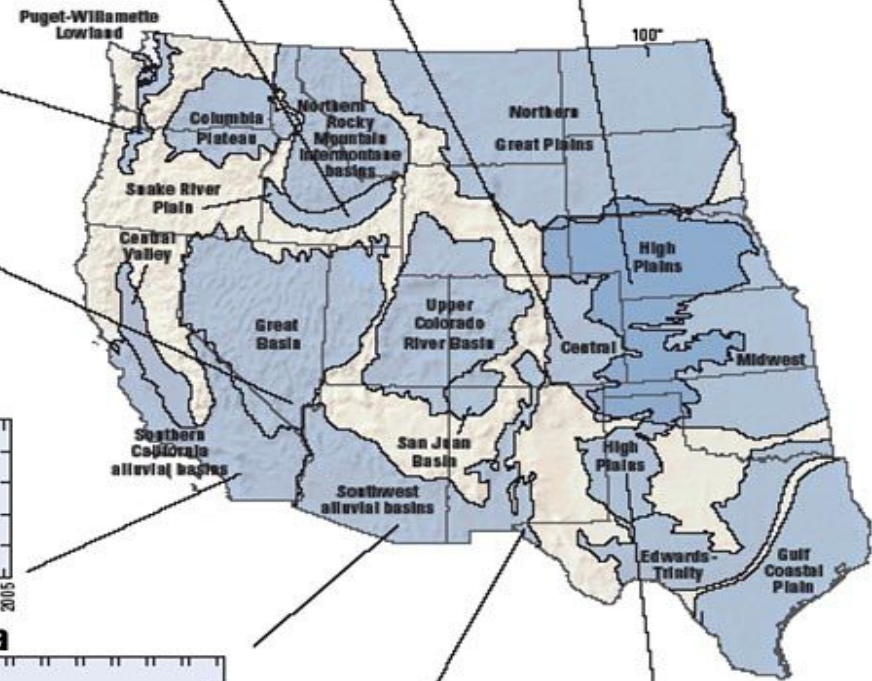 Puget-Willamette
Lowland
100°
Columbia
Plateau
Northern
Rocky
Mountain
Intermontane
basins
Northern
Great Plains
Snake River
Plain
Central
Valley
High
Plains
Great
Basin
Upper
Colorado
River Basin
Central
Midwest
Southern
California
alluvial basins
San Juan
Basin
High
Plains
Southwest
alluvial basins
Edwards-
Trinity
Gulf
Coastal
Plain
2005
a